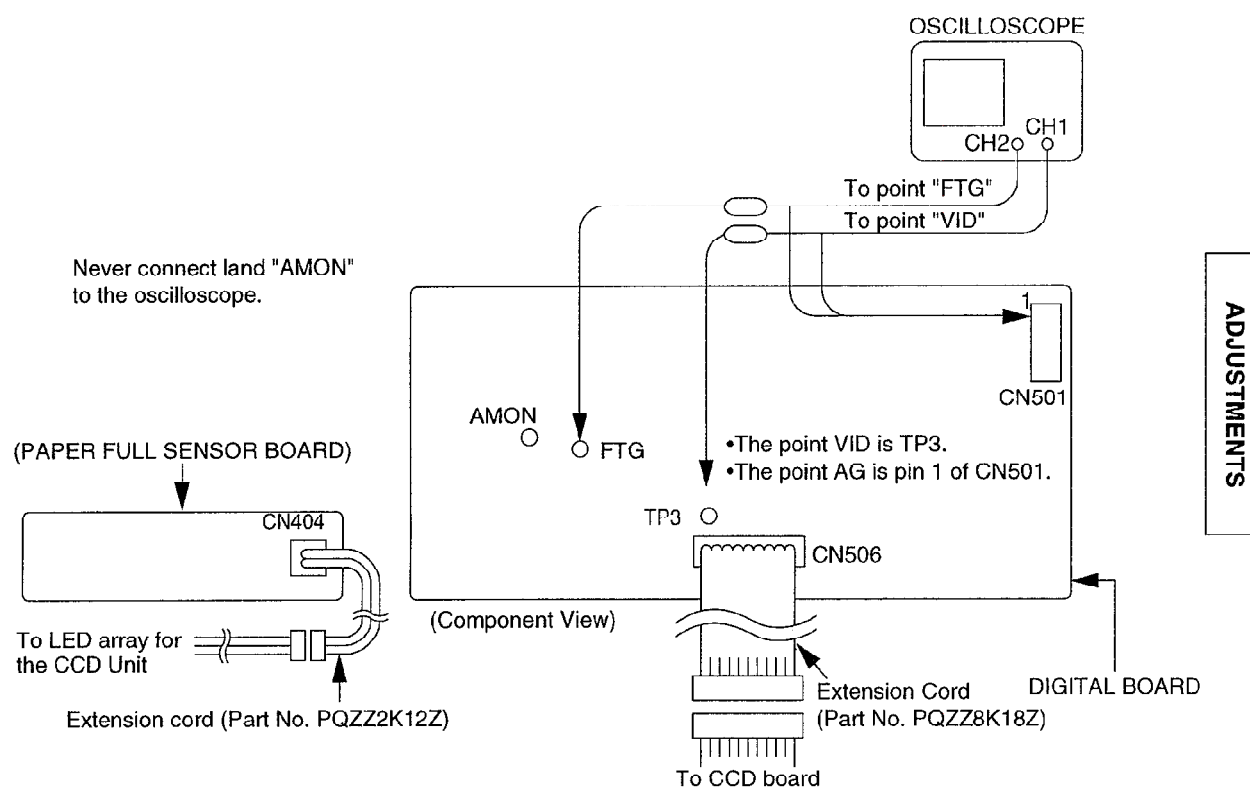 OSCILLOSCOPE
CH1
CH2
To point "FTG"
To point "VID"
Never connect land "AMON"
to the oscilloscope.
1
CN501
ADJUSTMENTS
AMON
FTG
•The point VID is TP3.
•The point AG is pin 1 of CN501.
(PAPER FULL SENSOR BOARD)
CN404
TP3
CN506
(Component View)
To LED array for
the CCD Unit
Extension cord (Part No. PQZZ2K12Z)
Extension Cord
(Part No. PQZZ8K18Z)
DIGITAL BOARD
To CCD board